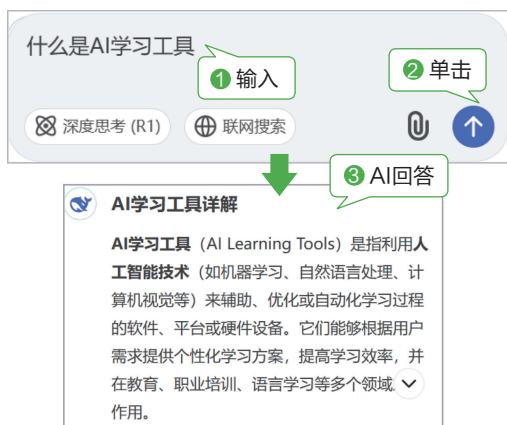 什么是AI学习工具
1 输入
2 单击
深度思考 (R1)
联网搜索
3 AI回答
AI学习工具详解
AI学习工具（AI Learning Tools）是指利用人
工智能技术（如机器学习、自然语言处理、计
算机视觉等）来辅助、优化或自动化学习过程
的软件、平台或硬件设备。它们能够根据用户
需求提供个性化学习方案，提高学习效率，并
在教育、职业培训、语言学习等多个领域
作用。